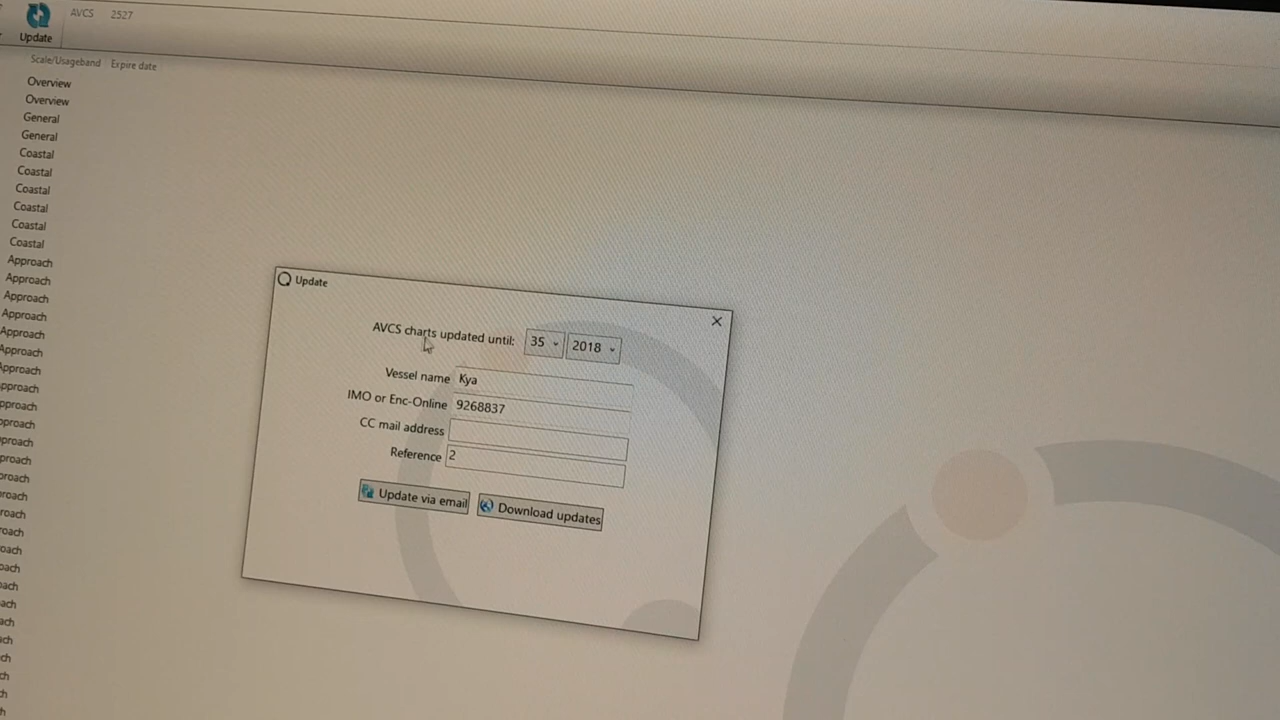 AVCS 2527
Update
Scale/Usageband Expire date
Overview
Overview
General
General
Coastal
Coastal
Coastal
Coastal
Coastal
Coastal
Approach
Approach
Approach
Approach
Approach
Approach
Update
AVCS charts updated until: 35 2018
Vessel name Kya
IMO or Enc-Online 9268837
CC mail address
Reference 2
Update via email Download updates